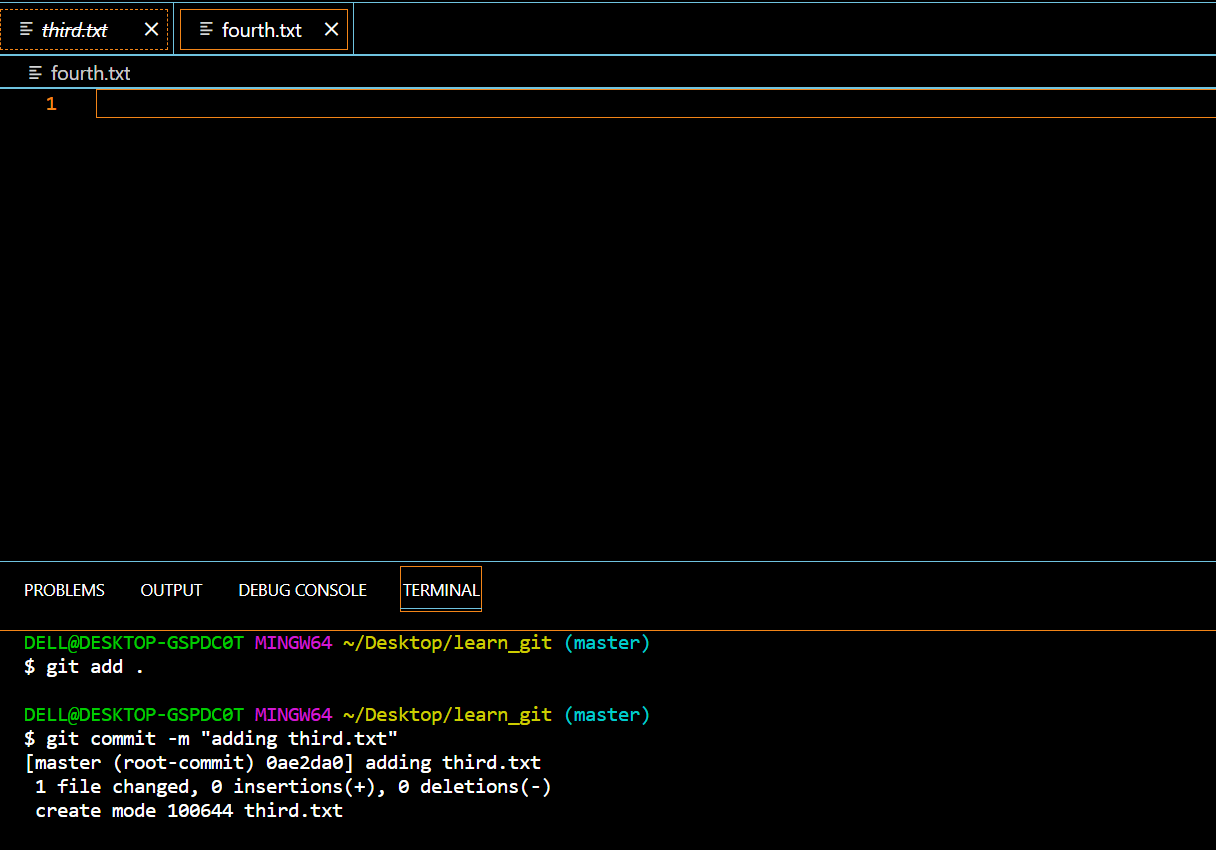 third.txt fourth.txt
fourth.txt
1
PROBLEMS OUTPUT DEBUG CONSOLE TERMINAL
DELL@DESKTOP-GSPDC0T MINGW64 ~/Desktop/learn_git (master)
$ git add .
DELL@DESKTOP-GSPDC0T MINGW64 ~/Desktop/learn_git (master)
$ git commit -m "adding third.txt"
[master (root-commit) 0ae2da0] adding third.txt
 1 file changed, 0 insertions(+), 0 deletions(-)
 create mode 100644 third.txt